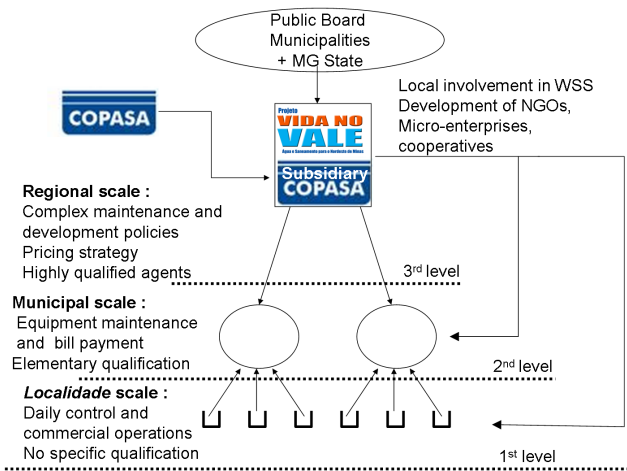 Public Board
Municipalities
+ MG State
Local involvement in WSS
Development of NGOs,
Micro-enterprises,
cooperatives
COPASA
Projeto
VIDA NO
VALE
Água e Saneamento para o Nordeste de Minas
Subsidiary
COPASA
Regional scale :
Complex maintenance and
development policies
Pricing strategy
Highly qualified agents
3rd level
Municipal scale :
Equipment maintenance
and bill payment
Elementary qualification
2nd level
Localidade scale :
Daily control and
commercial operations
No specific qualification
1st level